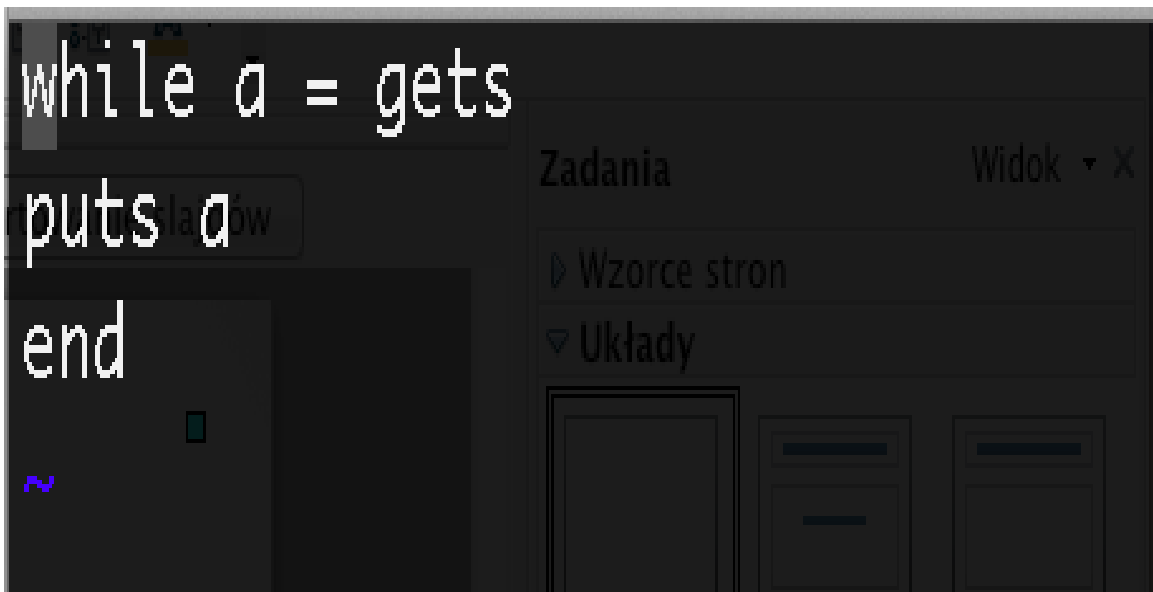 while a = gets
Zadania
Widok
puts a
Wzorce stron
end
Układy
~